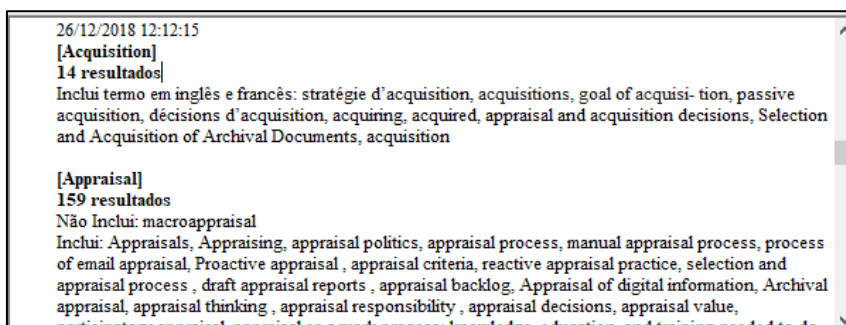 26/12/2018 12:12:15
[Acquisition]
14 resultados
Inclui termo em inglês e francês: stratégie d'acquisition, acquisitions, goal of acquisi- tion, passive
acquisition, décisions d'acquisition, acquiring, acquired, appraisal and acquisition decisions, Selection
and Acquisition of Archival Documents, acquisition
[Appraisal]
159 resultados
Não Inclui: macroappraisal
Inclui: Appraisals, Appraising, appraisal politics, appraisal process, manual appraisal process, process
of email appraisal, Proactive appraisal , appraisal criteria, reactive appraisal practice, selection and
appraisal process , draft appraisal reports , appraisal backlog, Appraisal of digital information, Archival
appraisal, appraisal thinking , appraisal responsibility , appraisal decisions, appraisal value,